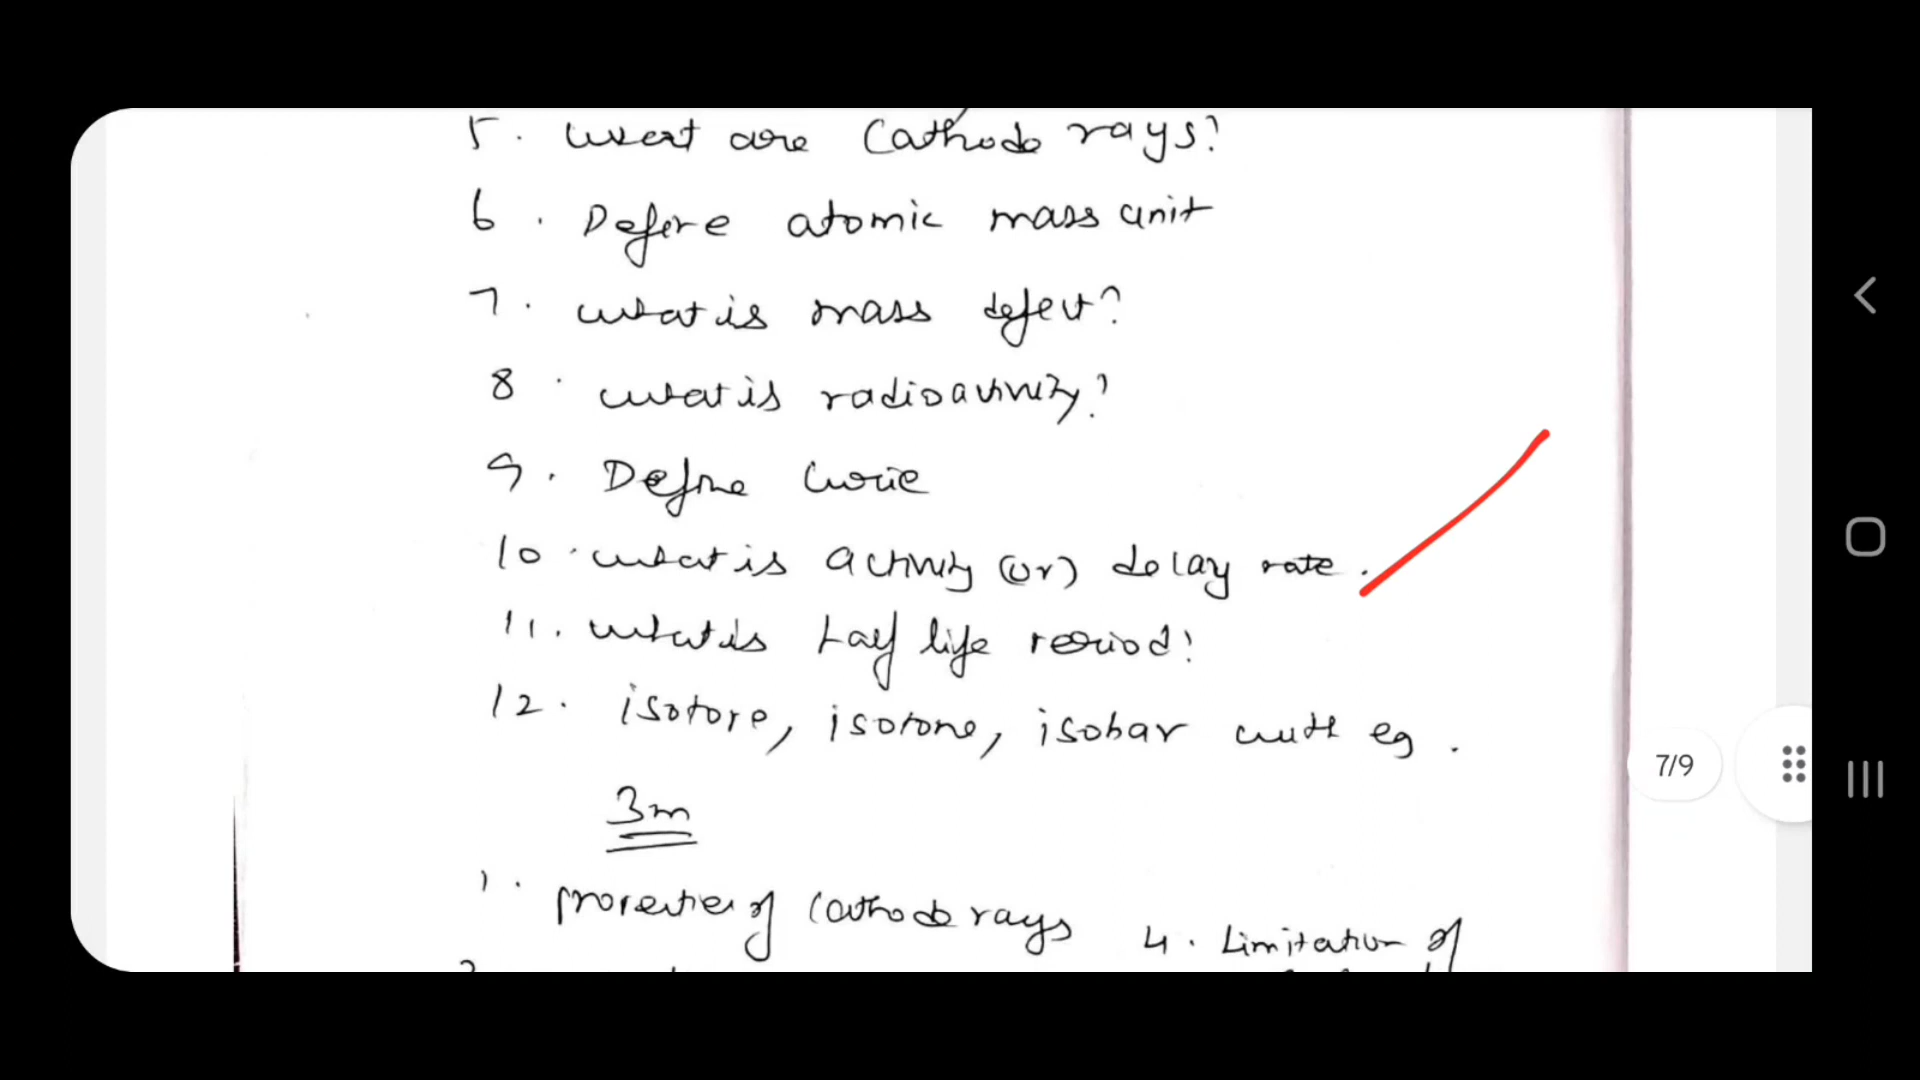 5. What are Cathode rays?
6. Define atomic mass unit
7. what is mass defect?
8. what is radioactivity?
9. Define Curie
10. what is activity (or) decay rate.
11. what is half life period?
12. isotope, isotone, isobar with eg.
3m
1. properties of Cathode rays
4. Limitation of
7/9